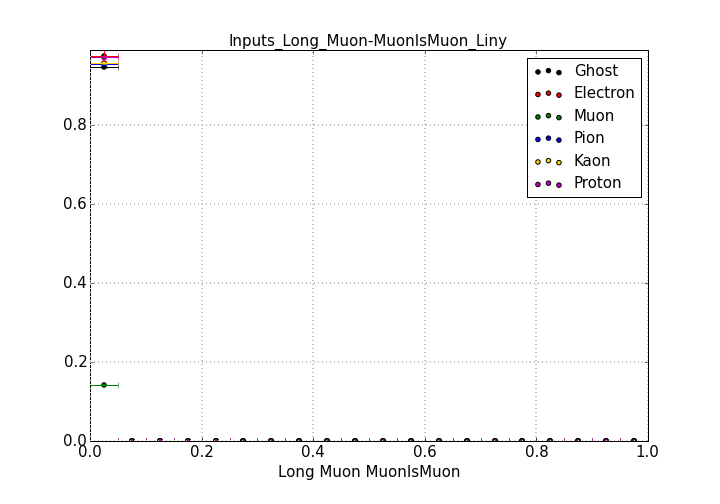 Inputs_Long_Muon-MuonIsMuon_Liny
Ghost
Electron
Muon
Pion
Kaon
Proton
0.8
0.6
0.4
0.2
0.0
0.0 0.2 0.4 0.6 0.8 1.0
Long Muon MuonIsMuon